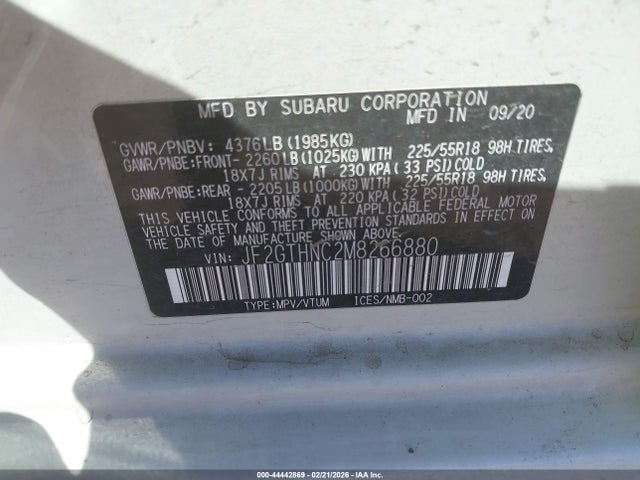 MFD BY SUBARU CORPORATION
MFD IN 09/20
GVWR/PNBV: 4376LB(1985KG)
GAWR/PNBE:FRONT-2260LB(1025KG)WITH 225/55R18 98H TIRES,
18X7J RIMS AT 230 KPA(33 PSI)COLD
GAWR/PNBE:REAR -2205LB(1000KG)WITH 225/55R18 98H TIRES,
18X7J RIMS AT 220 KPA(32 PSI)COLD
THIS VEHICLE CONFORMS TO ALL APPLICABLE FEDERAL MOTOR
VEHICLE SAFETY AND THEFT PREVENTION STANDARDS IN EFFECT
ON THE DATE OF MANUFACTURE SHOWN ABOVE.
VIN: JF2GTHNC2M8266880
TYPE:MPV/VTUM ICES/NMB-002
000-44442869 - 02/21/2026 - IAA Inc.